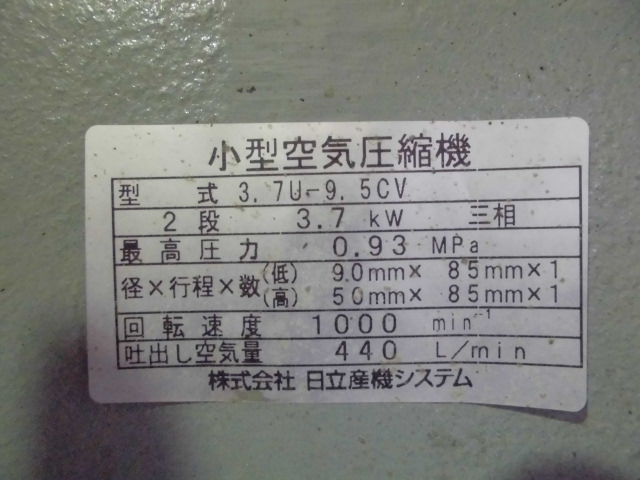 小型空気圧縮機
型式 3.7U-9.5CV
2段 3.7 kW 三相
最高圧力 0.93 MPa
径×行程×数 (低) 90mm× 85mm×1
(高) 50mm× 85mm×1
回転速度 1000 min⁻¹
吐出し空気量 440 L/min
株式会社 日立産機システム